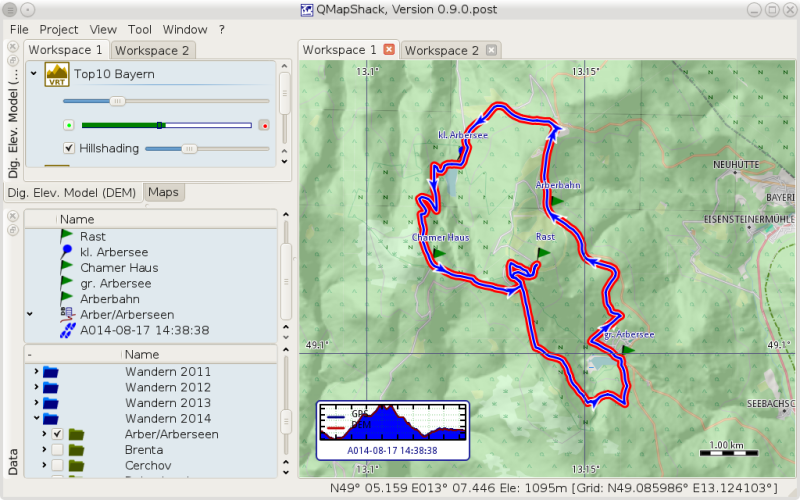 QMapShack, Version 0.9.0.post
File Project View Tool Window ?
Workspace 1 Workspace 2
Dig. Elev. Model (...
Top10 Bayern
VRT
Hillshading
Dig. Elev. Model (DEM) Maps
Name
Rast
kl. Arbersee
Chamer Haus
gr. Arbersee
Arberbahn
Arber/Arberseen
A014-08-17 14:38:38
Data
- Name
Wandern 2011
Wandern 2012
Wandern 2013
Wandern 2014
Arber/Arberseen
Brenta
Cerchov
Workspace 1 Workspace 2
13.1° 13.15°
kl. Arbersee
NEUHÜTTE
Arberbahn
BAYERI
EISENSTEINERMÜHLE
Chamer Haus Rast
gr. Arbersee
49.1° 49.1°
SEEBACHSC
GPS
DEM
A014-08-17 14:38:38
1.00 km
13.1° 13.15°
N49° 05.159 E013° 07.446 Ele: 1095m [Grid: N49.085986° E13.124103°]